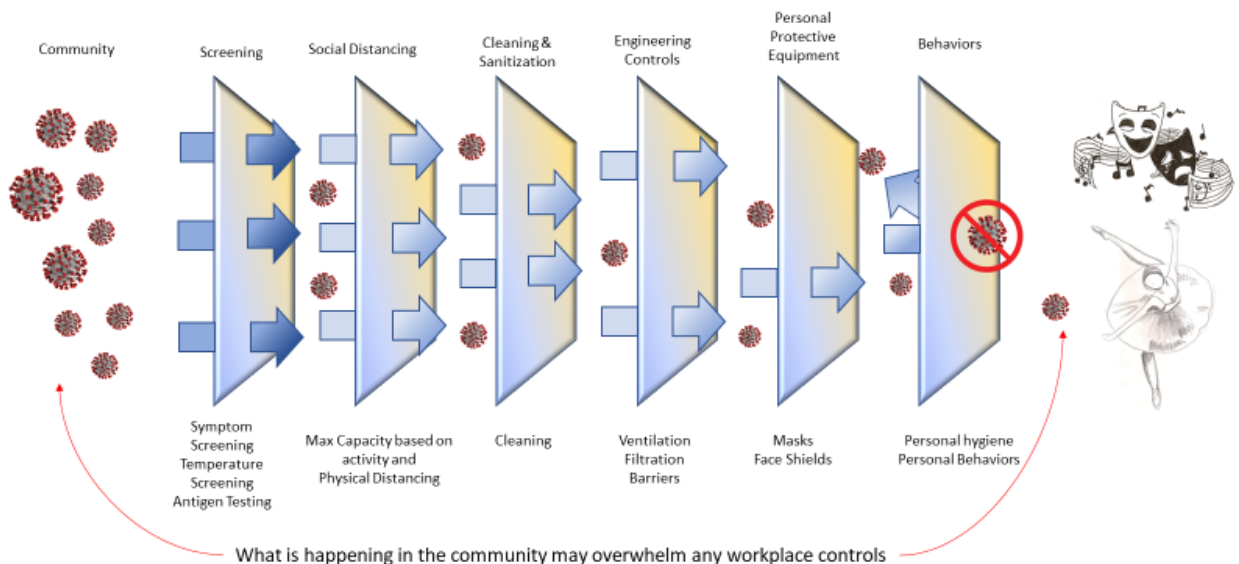 Community
Screening
Social Distancing
Cleaning &
Sanitization
Engineering
Controls
Personal
Protective
Equipment
Behaviors
Symptom
Screening
Temperature
Screening
Antigen Testing
Max Capacity based on
activity and
Physical Distancing
Cleaning
Ventilation
Filtration
Barriers
Masks
Face Shields
Personal hygiene
Personal Behaviors
What is happening in the community may overwhelm any workplace controls